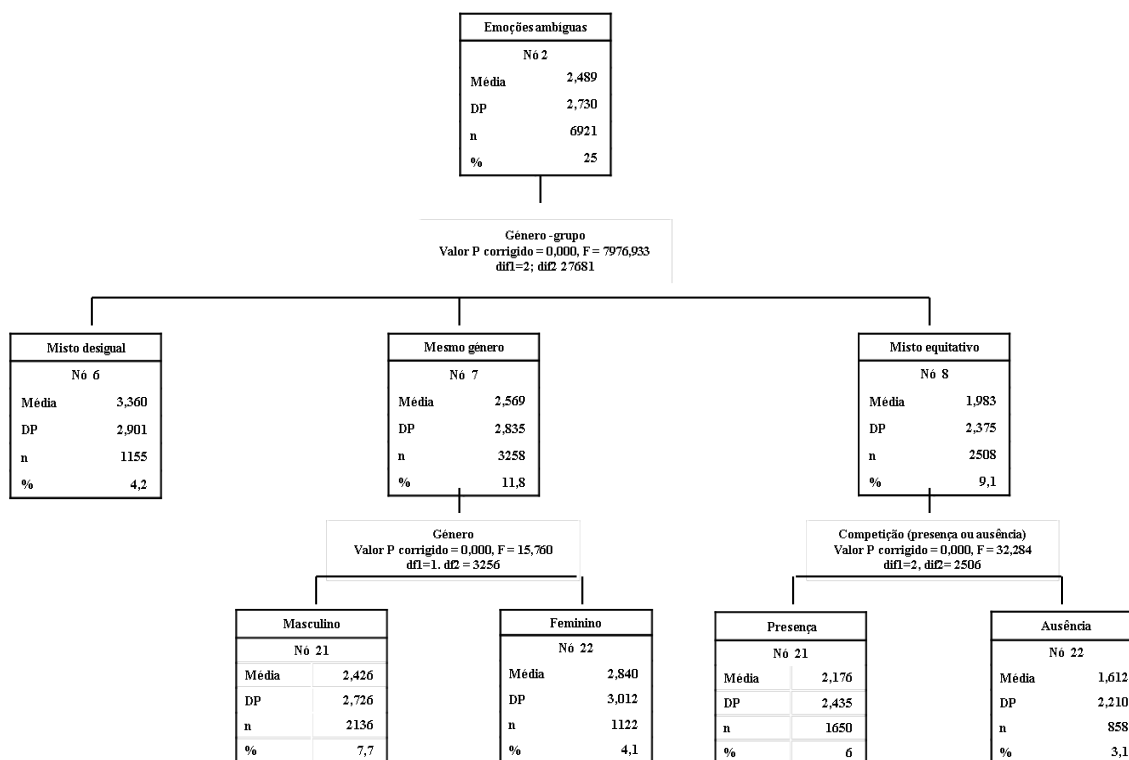 Emoções ambíguas
Nó 2
Média 2,489
DP 2,730
n 6921
% 25
Género -grupo
Valor P corrigido = 0,000, F = 7976,933
dif1=2; dif2 27681
Misto desigual
Nó 6
Média 3,360
DP 2,901
n 1155
% 4,2
Mesmo género
Nó 7
Média 2,569
DP 2,835
n 3258
% 11,8
Misto equitativo
Nó 8
Média 1,983
DP 2,375
n 2508
% 9,1
Género
Valor P corrigido = 0,000, F = 15,760
df1=1. df2 = 3256
Competição (presença ou ausência)
Valor P corrigido = 0,000, F = 32,284
dif1=2, dif2= 2506
Masculino
Nó 21
Média 2,426
DP 2,726
n 2136
% 7,7
Feminino
Nó 22
Média 2,840
DP 3,012
n 1122
% 4,1
Presença
Nó 21
Média 2,176
DP 2,435
n 1650
% 6
Ausência
Nó 22
Média 1,612
DP 2,210
n 858
% 3,1